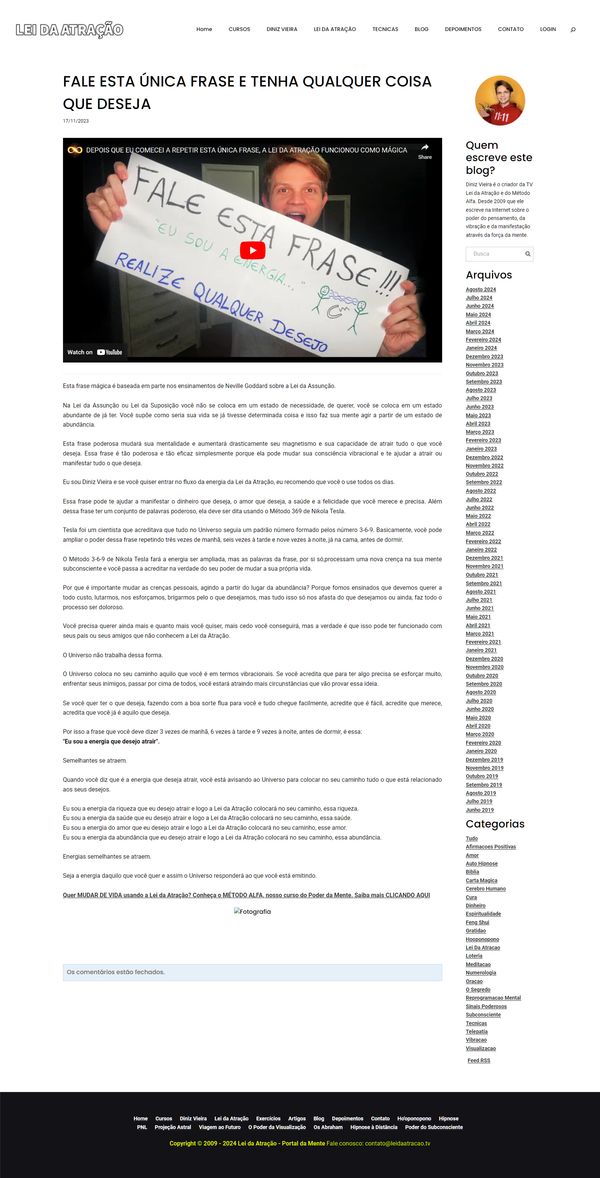 LEI DA ATRAÇÃO
Home CURSOS DINIZ VIEIRA LEI DA ATRAÇÃO TECNICAS BLOG DEPOIMENTOS CONTATO LOGIN
FALE ESTA ÚNICA FRASE E TENHA QUALQUER COISA
QUE DESEJA
17/11/2023
DEPOIS QUE EU COMECEI A REPETIR ESTA ÚNICA FRASE, A LEI DA ATRAÇÃO FUNCIONOU COMO MÁGICA
Share
FALE ESTA FRASE!!!
"EU SOU A ENERGIA..."
REALIZE QUALQUER DESEJO
Watch on YouTube
Esta frase mágica é baseada em parte nos ensinamentos de Neville Goddard sobre a Lei da Assunção.
Na Lei da Assunção ou Lei da Suposição você não se coloca em um estado de necessidade, de querer, você se coloca em um estado
abundante de já ter. Você supõe como seria sua vida se já tivesse determinada coisa e isso faz sua mente agir a partir de um estado de
abundância.
Esta frase poderosa mudará sua mentalidade e aumentará drasticamente seu magnetismo e sua capacidade de atrair tudo o que você
deseja. Essa frase é tão poderosa e tão eficaz simplesmente porque ela pode mudar sua consciência vibracional e te ajudar a atrair ou
manifestar tudo o que deseja.
Eu sou Diniz Vieira e se você quiser entrar no fluxo da energia da Lei da Atração, eu recomendo que você o use todos os dias.
Essa frase pode te ajudar a manifestar o dinheiro que deseja, o amor que deseja, a saúde e a felicidade que você merece e precisa. Além
dessa frase ter um conjunto de palavras poderoso, ela deve ser dita usando o Método 369 de Nikola Tesla.
Tesla foi um cientista que acreditava que tudo no Universo seguia um padrão número formado pelos número 3-6-9. Basicamente, você pode
ampliar o poder dessa frase repetindo três vezes de manhã, seis vezes à tarde e nove vezes à noite, já na cama, antes de dormir.
O Método 3-6-9 de Nikola Tesla fará a energia ser ampliada, mas as palavras da frase, por si só,processam uma nova crença na sua mente
subconsciente e você passa a acreditar na verdade do seu poder de mudar a sua própria vida.
Por que é importante mudar as crenças pessoais, agindo a partir do lugar da abundância? Porque fomos ensinados que devemos querer a
todo custo, lutarmos, nos esforçamos, brigarmos pelo o que desejamos, mas tudo isso só nos afasta do que desejamos ou ainda, faz todo o
processo ser doloroso.
Você precisa querer ainda mais e quanto mais você quiser, mais cedo você conseguirá, mas a verdade é que isso pode ter funcionado com
seus pais ou seus amigos que não conhecem a Lei da Atração.
O Universo não trabalha dessa forma.
O Universo coloca no seu caminho aquilo que você é em termos vibracionais. Se você acredita que para ter algo precisa se esforçar muito,
enfrentar seus inimigos, passar por cima de todos, você estará atraindo mais circunstâncias que vão provar essa ideia.
Se você quer ter o que deseja, fazendo com a boa sorte flua para você e tudo chegue facilmente, acredite que é fácil, acredite que merece,
acredita que você já é aquilo que deseja.
Por isso a frase que você deve dizer 3 vezes de manhã, 6 vezes à tarde e 9 vezes à noite, antes de dormir, é essa:
"Eu sou a energia que desejo atrair".
Semelhantes se atraem.
Quando você diz que é a energia que deseja atrair, você está avisando ao Universo para colocar no seu caminho tudo o que está relacionado
aos seus desejos.
Eu sou a energia da riqueza que eu desejo atrair e logo a Lei da Atração colocará no seu caminho, essa riqueza.
Eu sou a energia da saúde que eu desejo atrair e logo a Lei da Atração colocará no seu caminho, essa saúde.
Eu sou a energia do amor que eu desejo atrair e logo a Lei da Atração colocará no seu caminho, esse amor.
Eu sou a energia da abundância que eu desejo atrair e logo a Lei da Atração colocará no seu caminho, essa abundância.
Energias semelhantes se atraem.
Seja a energia daquilo que você quer e assim o Universo responderá ao que você está emitindo.
Quer MUDAR DE VIDA usando a Lei da Atração? Conheça o MÉTODO ALFA, nosso curso do Poder da Mente. Saiba mais CLICANDO AQUI
Fotografia
Os comentários estão fechados.
11:11
Quem
escreve este
blog?
Diniz Vieira é o criador da TV
Lei da Atração e do Método
Alfa. Desde 2009 que ele
escreve na Internet sobre o
poder do pensamento, da
vibração e da manifestação
através da força da mente.
Busca
Arquivos
Agosto 2024
Julho 2024
Junho 2024
Maio 2024
Abril 2024
Março 2024
Fevereiro 2024
Janeiro 2024
Dezembro 2023
Novembro 2023
Outubro 2023
Setembro 2023
Agosto 2023
Julho 2023
Junho 2023
Maio 2023
Abril 2023
Março 2023
Fevereiro 2023
Janeiro 2023
Dezembro 2022
Novembro 2022
Outubro 2022
Setembro 2022
Agosto 2022
Julho 2022
Junho 2022
Maio 2022
Abril 2022
Março 2022
Fevereiro 2022
Janeiro 2022
Dezembro 2021
Novembro 2021
Outubro 2021
Setembro 2021
Agosto 2021
Julho 2021
Junho 2021
Maio 2021
Abril 2021
Março 2021
Fevereiro 2021
Janeiro 2021
Dezembro 2020
Novembro 2020
Outubro 2020
Setembro 2020
Agosto 2020
Julho 2020
Junho 2020
Maio 2020
Abril 2020
Março 2020
Fevereiro 2020
Janeiro 2020
Dezembro 2019
Novembro 2019
Outubro 2019
Setembro 2019
Agosto 2019
Julho 2019
Junho 2019
Categorias
Tudo
Afirmacoes Positivas
Amor
Auto Hipnose
Biblia
Carta Magica
Cerebro Humano
Cura
Dinheiro
Espiritualidade
Feng Shui
Gratidao
Hooponopono
Lei Da Atracao
Loteria
Meditacao
Numerologia
Oracao
O Segredo
Reprogramacao Mental
Sinais Poderosos
Subconsciente
Tecnicas
Telepatia
Vibracao
Visualizacao
Feed RSS
Home Cursos Diniz Vieira Lei da Atração Exercícios Artigos Blog Depoimentos Contato Ho'oponopono Hipnose
PNL Projeção Astral Viagem ao Futuro O Poder da Visualização Os Abraham Hipnose à Distância Poder do Subconsciente
Copyright © 2009 - 2024 Lei da Atração - Portal da Mente Fale conosco: contato@leidaatracao.tv